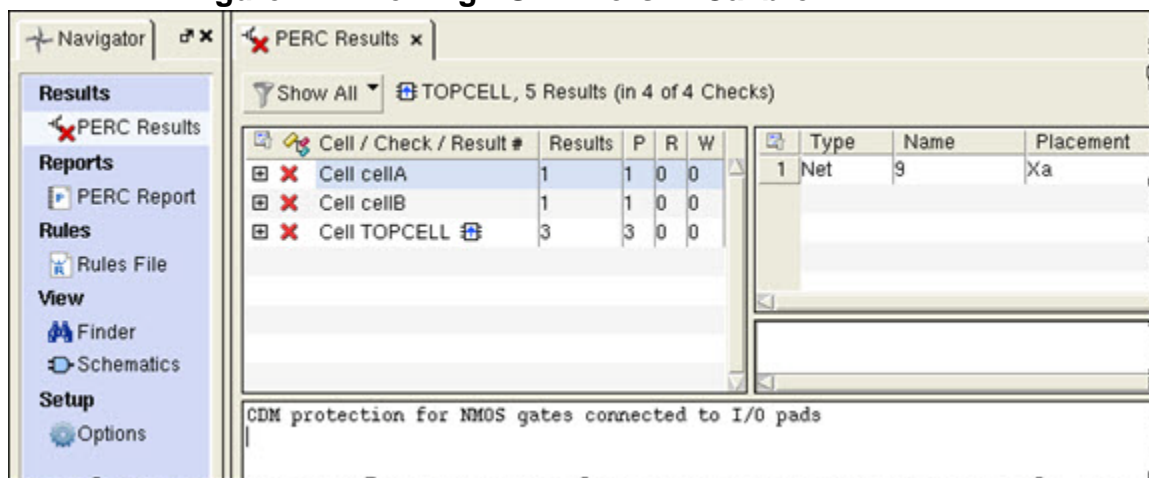 Navigator
PERC Results
Results
PERC Results
Reports
PERC Report
Rules
Rules File
View
Finder
Schematics
Setup
Options
Show All TOPCELL, 5 Results (in 4 of 4 Checks)
Cell / Check / Result # Results P R W
Cell cellA 1 1 0 0
Cell cellB 1 1 0 0
Cell TOPCELL 3 3 0 0
Type Name Placement
1 Net 9 Xa
CDM protection for NMOS gates connected to I/O pads